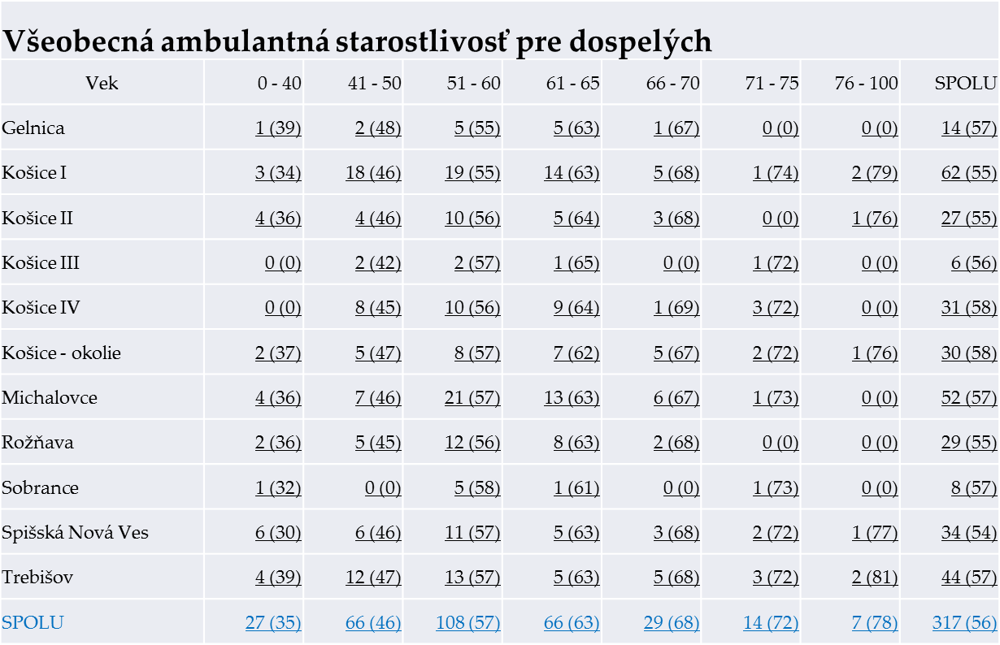 Všeobecná ambulantná starostlivosť pre dospelých
Vek 0 - 40 41 - 50 51 - 60 61 - 65 66 - 70 71 - 75 76 - 100 SPOLU
Gelnica 1 (39) 2 (48) 5 (55) 5 (63) 1 (67) 0 (0) 0 (0) 14 (57)
Košice I 3 (34) 18 (46) 19 (55) 14 (63) 5 (68) 1 (74) 2 (79) 62 (55)
Košice II 4 (36) 4 (46) 10 (56) 5 (64) 3 (68) 0 (0) 1 (76) 27 (55)
Košice III 0 (0) 2 (42) 2 (57) 1 (65) 0 (0) 1 (72) 0 (0) 6 (56)
Košice IV 0 (0) 8 (45) 10 (56) 9 (64) 1 (69) 3 (72) 0 (0) 31 (58)
Košice - okolie 2 (37) 5 (47) 8 (57) 7 (62) 5 (67) 2 (72) 1 (76) 30 (58)
Michalovce 4 (36) 7 (46) 21 (57) 13 (63) 6 (67) 1 (73) 0 (0) 52 (57)
Rožňava 2 (36) 5 (45) 12 (56) 8 (63) 2 (68) 0 (0) 0 (0) 29 (55)
Sobrance 1 (32) 0 (0) 5 (58) 1 (61) 0 (0) 1 (73) 0 (0) 8 (57)
Spišská Nová Ves 6 (30) 6 (46) 11 (57) 5 (63) 3 (68) 2 (72) 1 (77) 34 (54)
Trebišov 4 (39) 12 (47) 13 (57) 5 (63) 5 (68) 3 (72) 2 (81) 44 (57)
SPOLU 27 (35) 66 (46) 108 (57) 66 (63) 29 (68) 14 (72) 7 (78) 317 (56)